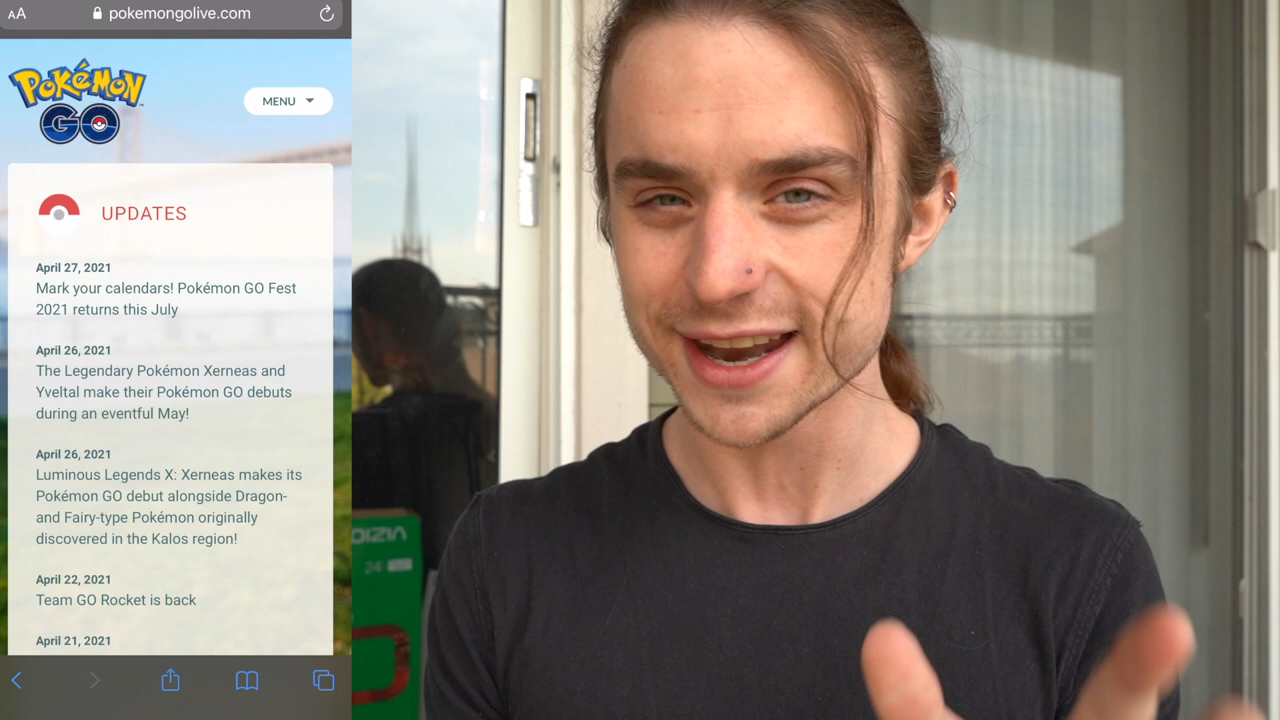 AA
pokemongolive.com
POKéMON
GO
MENU
UPDATES
April 27, 2021
Mark your calendars! Pokémon GO Fest
2021 returns this July
April 26, 2021
The Legendary Pokémon Xerneas and
Yveltal make their Pokémon GO debuts
during an eventful May!
April 26, 2021
Luminous Legends X: Xerneas makes its
Pokémon GO debut alongside Dragon-
and Fairy-type Pokémon originally
discovered in the Kalos region!
April 22, 2021
Team GO Rocket is back
April 21, 2021
24